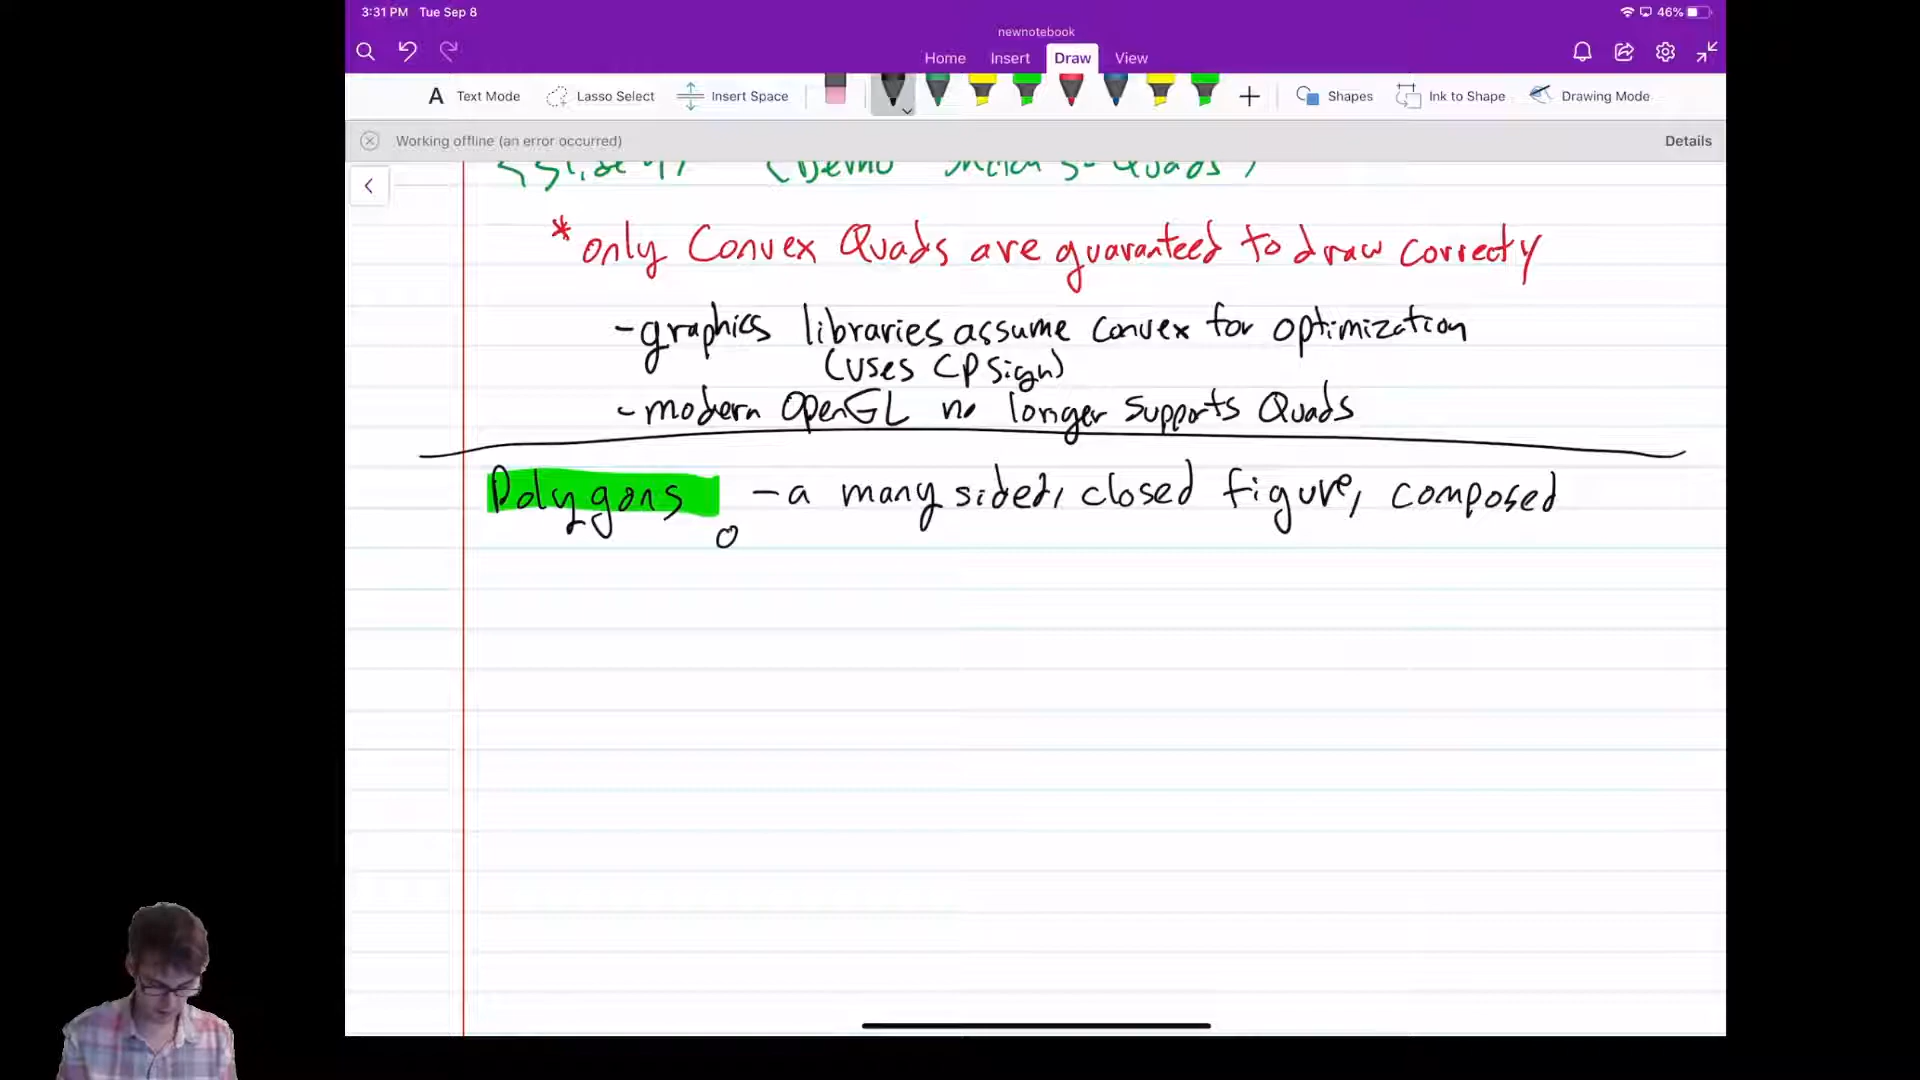 3:31 PM Tue Sep 8
46%
newnotebook
Home Insert Draw View
A Text Mode Lasso Select Insert Space Shapes Ink to Shape Drawing Mode
Working offline (an error occurred) Details
(Demo Quads)
*only Convex Quads are guaranteed to draw correctly
-graphics libraries assume convex for optimization
(uses CP sign)
-modern OpenGL no longer supports Quads
Polygons - a many sided, closed figure, composed
o